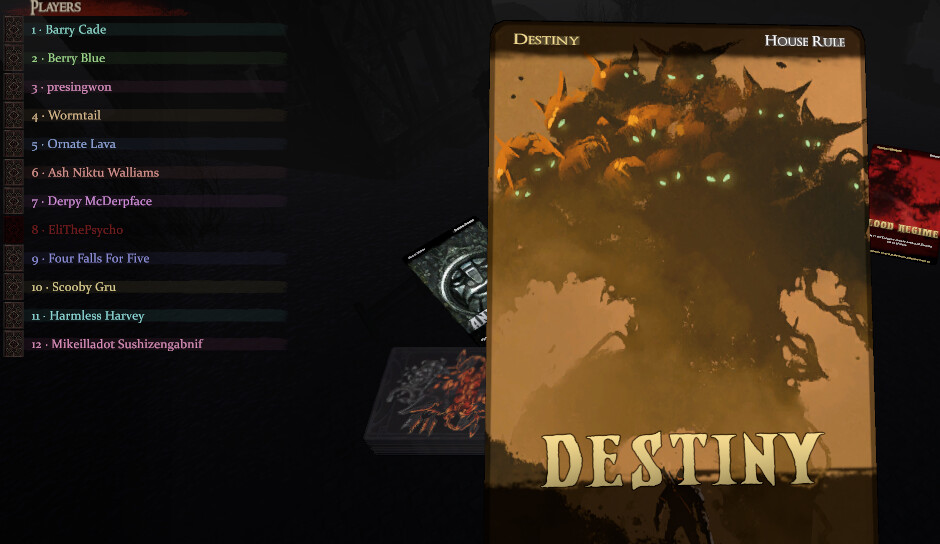 Players
1 · Barry Cade
2 · Berry Blue
3 · presingwon
4 · Wormtail
5 · Ornate Lava
6 · Ash Niktu Walliams
7 · Derpy McDerpface
8 · EliThePsycho
9 · Four Falls For Five
10 · Scooby Gru
11 · Harmless Harvey
12 · Mikeilladot Sushizengabnif
Destiny
House Rule
DESTINY
LOOD REGIME